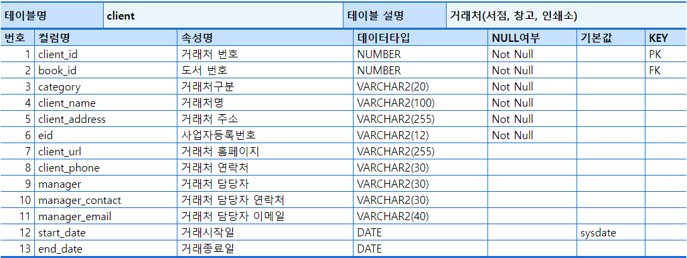 테이블명 client 테이블 설명 거래처(서점, 창고, 인쇄소)
번호 컬럼명 속성명 데이터타입 NULL여부 기본값 KEY
1 client_id 거래처 번호 NUMBER Not Null PK
2 book_id 도서 번호 NUMBER Not Null FK
3 category 거래처구분 VARCHAR2(20) Not Null
4 client_name 거래처명 VARCHAR2(100) Not Null
5 client_address 거래처 주소 VARCHAR2(255) Not Null
6 eid 사업자등록번호 VARCHAR2(12) Not Null
7 client_url 거래처 홈페이지 VARCHAR2(255)
8 client_phone 거래처 연락처 VARCHAR2(30)
9 manager 거래처 담당자 VARCHAR2(30)
10 manager_contact 거래처 담당자 연락처 VARCHAR2(30)
11 manager_email 거래처 담당자 이메일 VARCHAR2(40)
12 start_date 거래시작일 DATE sysdate
13 end_date 거래종료일 DATE